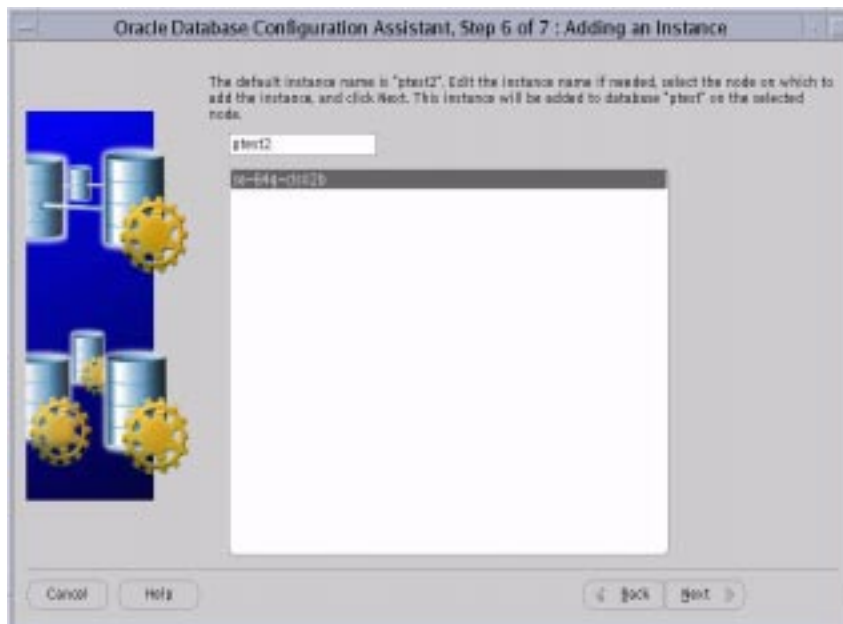 Oracle Database Configuration Assistant, Step 6 of 7 : Adding an Instance
The default instance name is "ptest2". Edit the instance name if needed, select the node on which to
add the instance, and click Next. This instance will be added to database "ptest" on the selected
node.
ptest2
Cancel
Help
Back
Next